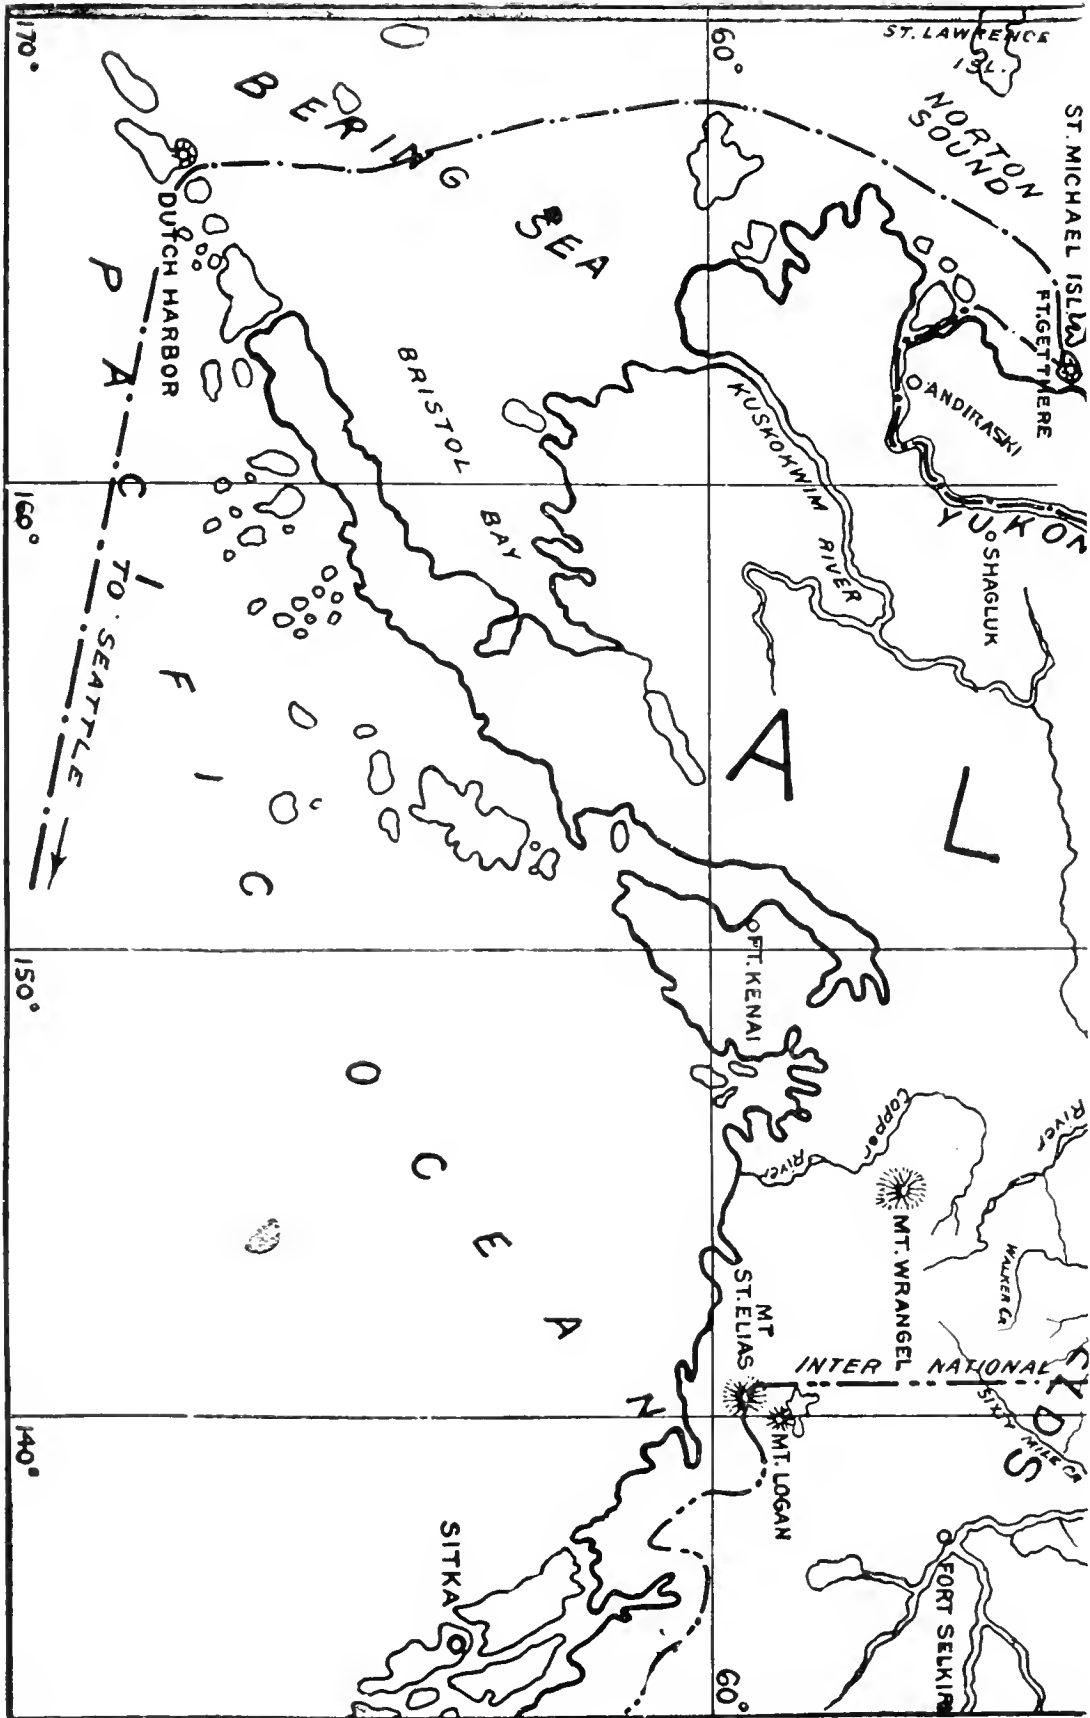 ST. LAWRENCE
ISL.
NORTON
SOUND
ST. MICHAEL ISL.
FT. GETTHERE
ANDIRASKI
YUKON
SHAGLUK
KUSKOKWIM RIVER
BERING
SEA
BRISTOL
BAY
DUTCH HARBOR
PACIFIC
OCEAN
TO SEATTLE
A
L
FT. KENAI
COPPER
River
River
MT. WRANGEL
WALKER CR
MT
ST. ELIAS
INTER NATIONAL
SIXTY MILE CR
MT. LOGAN
FORT SELKIR
SITKA
Y D S
60°
60°
170°
160°
150°
140°